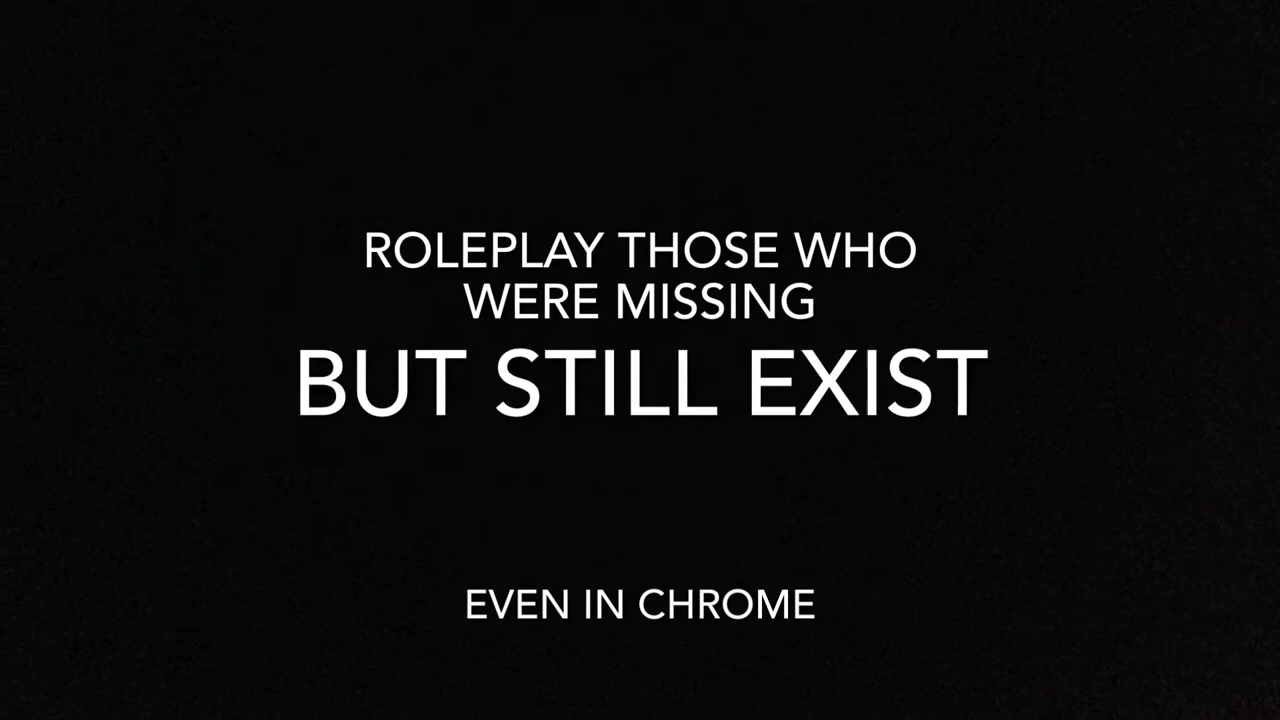 ROLEPLAY THOSE WHO
WERE MISSING
BUT STILL EXIST
EVEN IN CHROME